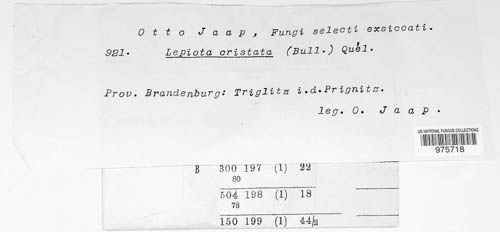 Otto Jaap, Fungi selecti exsiccati.
921. Lepiota cristata (Bull.) Quél.
Prov. Brandenburg: Triglitz i.d.Prignitz.
leg. O. Jaap.
US NATIONAL FUNGUS COLLECTIONS
975718
B 300 197 (1) 22
80
504 198 (1) 18
78
150 199 (1) 44/2